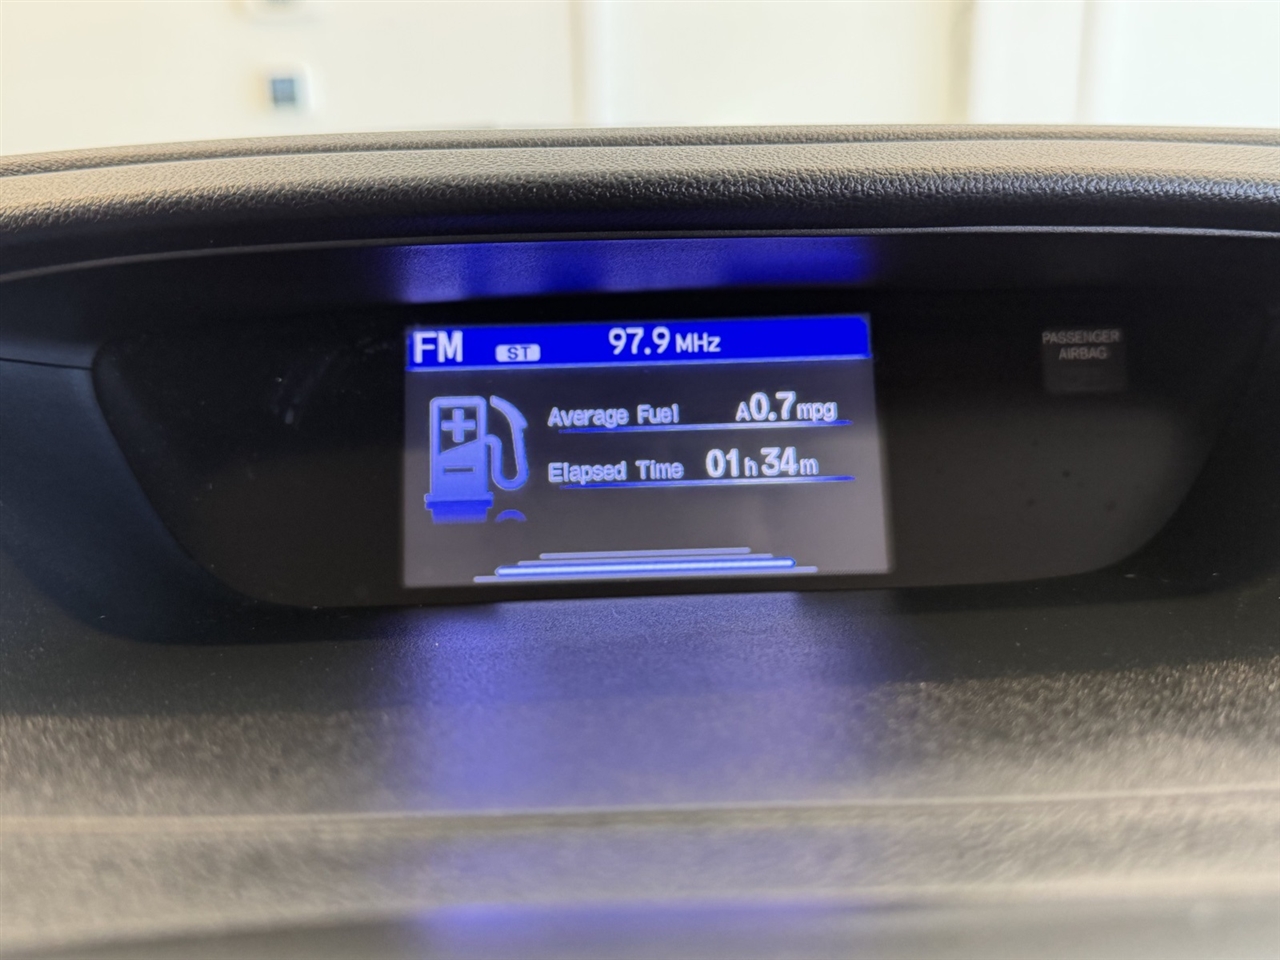 FM ST 97.9 MHz
Average Fuel A0.7mpg
Elapsed Time 01h34m
PASSENGER
AIRBAG